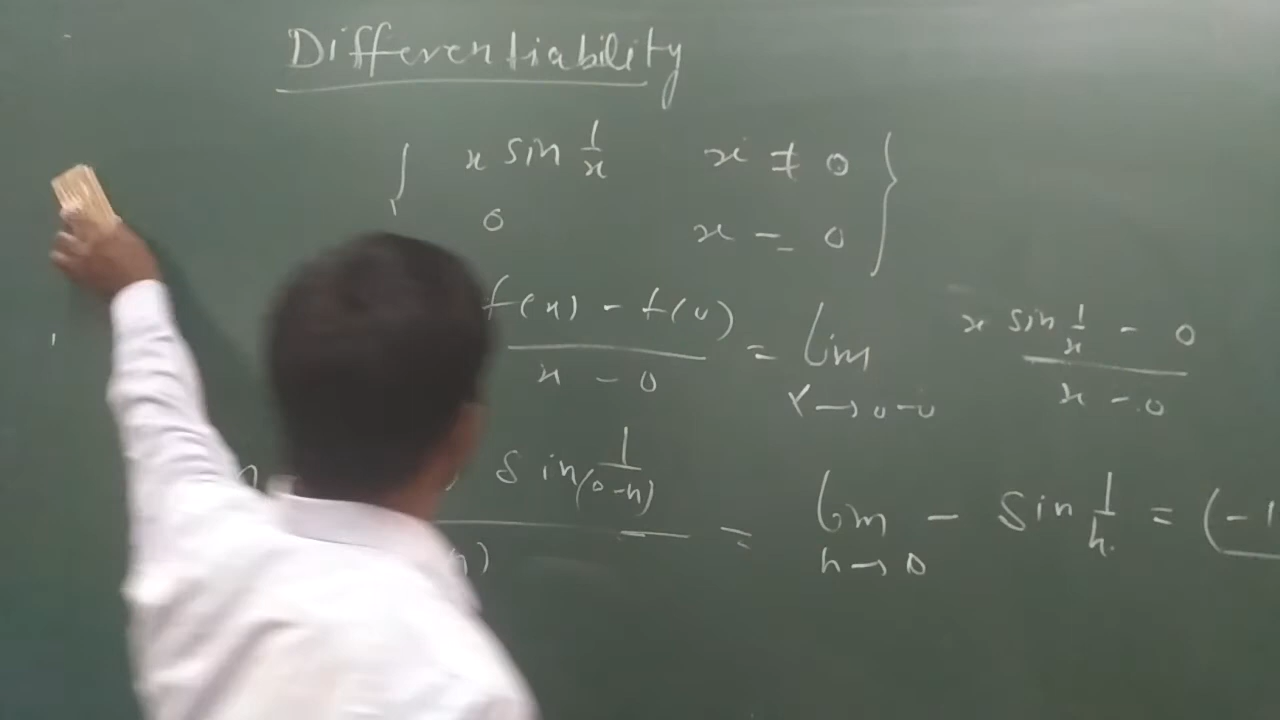 Differentiability
x sin 1/x x ≠ 0
0 x = 0
f(x) - f(0) / x - 0 = lim x→0-0 x sin 1/x - 0 / x - 0
sin 1/(0-h) / = lim h→0 - sin 1/h = (-1